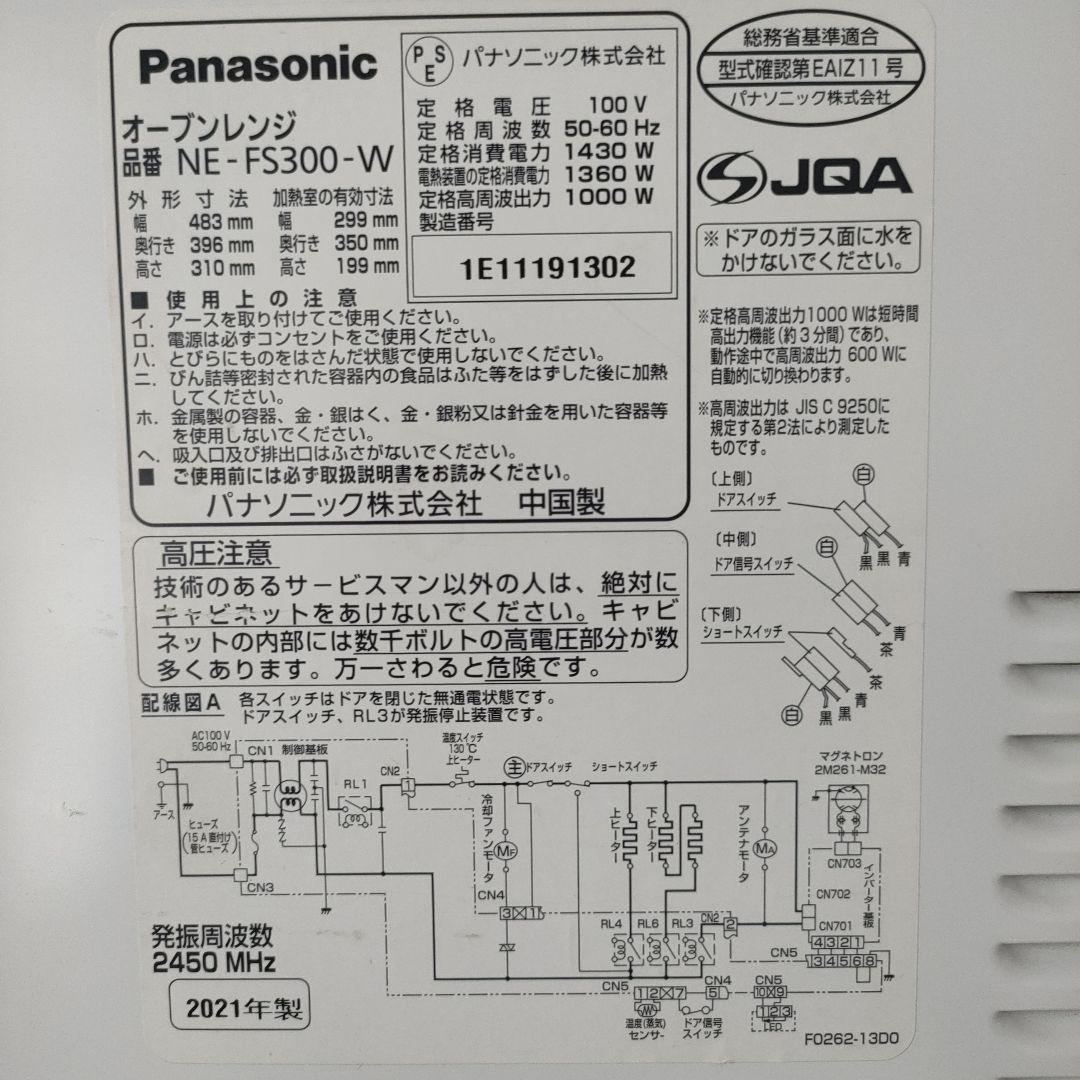 Panasonic
オーブンレンジ
品番 NE-FS300-W
外形寸法 加熱室の有効寸法
幅 483 mm 幅 299 mm
奥行き 396 mm 奥行き 350 mm
高さ 310 mm 高さ 199 mm
PSE パナソニック株式会社
定格電圧 100 V
定格周波数 50-60 Hz
定格消費電力 1430 W
電熱装置の定格消費電力 1360 W
定格高周波出力 1000 W
製造番号
1E11191302
■ 使用上の注意
イ. アースを取り付けてご使用ください。
ロ. 電源は必ずコンセントをご使用ください。
ハ. とびらにものをはさんだ状態で使用しないでください。
ニ. びん詰等密封された容器内の食品はふた等をはずした後に加熱
してください。
ホ. 金属製の容器、金・銀はく、金・銀粉又は針金を用いた容器等
を使用しないでください。
ヘ. 吸入口及び排出口はふさがないでください。
■ ご使用前には必ず取扱説明書をお読みください。
パナソニック株式会社 中国製
総務省基準適合
型式確認第EAIZ11号
パナソニック株式会社
JQA
※ドアのガラス面に水を
かけないでください。
※定格高周波出力1000 Wは短時間
高出力機能(約3分間)であり、
動作途中で高周波出力 600 Wに
自動的に切り換わります。
※高周波出力は JIS C 9250に
規定する第2法により測定した
ものです。
〔上側〕
ドアスイッチ
白
黒 黒 青
〔中側〕
ドア信号スイッチ
白
青
茶
〔下側〕
ショートスイッチ
茶
青
白 黒 黒
高圧注意
技術のあるサービスマン以外の人は、絶対に
キャビネットをあけないでください。キャビ
ネットの内部には数千ボルトの高電圧部分が数
多くあります。万一さわると危険です。
配線図A 各スイッチはドアを閉じた無通電状態です。
ドアスイッチ、RL3が発振停止装置です。
AC100 V
50-60 Hz
CN1 制御基板
RL1
CN2
1
温度スイッチ
130 ℃
上ヒーター
主 ドアスイッチ ショートスイッチ
マグネトロン
2M261-M32
アース
ヒューズ
(15 A直付け
管ヒューズ)
CN3
冷却ファンモータ
MF
上ヒーター
下ヒーター
アンテナモータ
MA
CN703
CN702
CN701
インバーター基板
CN4
3 1
RL4 RL6 RL3 CN2
2
4 3 2 1
CN5
3 4 5 6 8
CN5
1 2 7
CN4
5
CN5
10 9
1 2 3
LED
温度(蒸気)
センサー
ドア信号
スイッチ
発振周波数
2450 MHz
2021年製
F0262-13D0